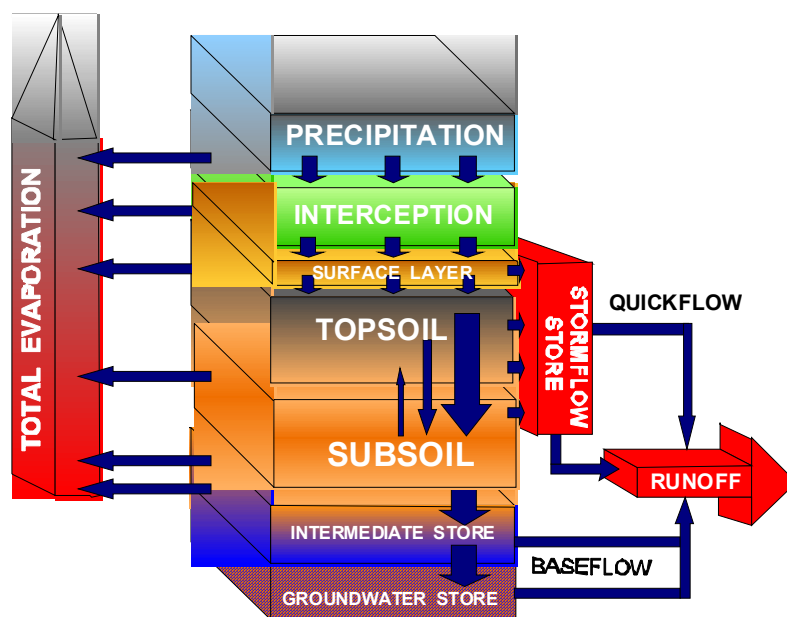 PRECIPITATION
INTERCEPTION
SURFACE LAYER
TOPSOIL
SUBSOIL
INTERMEDIATE STORE
GROUNDWATER STORE
TOTAL EVAPORATION
STORMFLOW
STORE
QUICKFLOW
RUNOFF
BASEFLOW